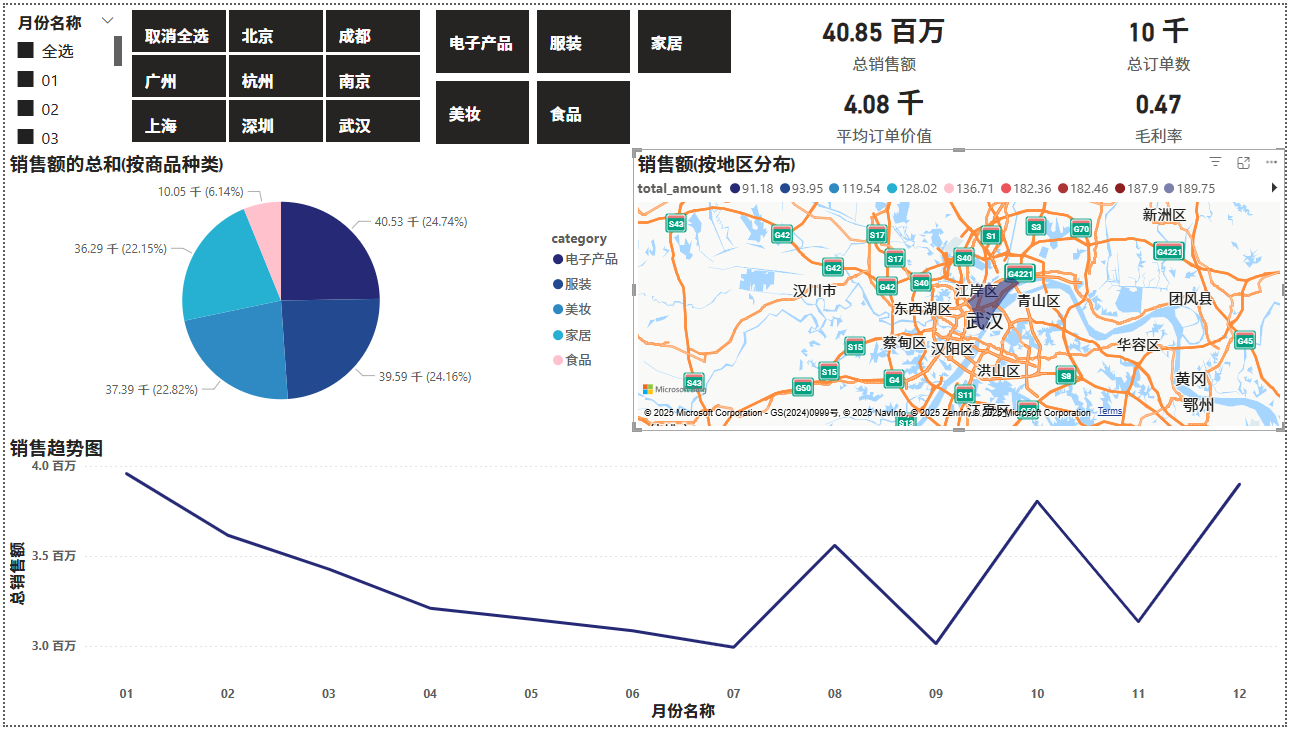 月份名称
全选
01
02
03
取消全选
北京
成都
广州
杭州
南京
上海
深圳
武汉
电子产品
服装
家居
美妆
食品
40.85 百万
总销售额
10 千
总订单数
4.08 千
平均订单价值
0.47
毛利率
销售额的总和(按商品种类)
10.05 千 (6.14%)
40.53 千 (24.74%)
36.29 千 (22.15%)
37.39 千 (22.82%)
39.59 千 (24.16%)
category
电子产品
服装
美妆
家居
食品
销售额(按地区分布)
total_amount 91.18 93.95 119.54 128.02 136.71 182.36 182.46 187.9 189.75
新洲区
S43
G42
S17
S1
S3
G70
G4221
S17
S40
G42
G4221
汉川市
G42
S40
江岸区
青山区
团风县
东西湖区
武汉
S15
蔡甸区
汉阳区
华容区
G45
S15
洪山区
S8
黄冈
S43
G50
G4
S11
鄂州
江夏区
Microsoft
© 2025 Microsoft Corporation - GS(2024)0999号, © 2025 NavInfo, © 2025 Zenrin, © 2025 Microsoft Corporation Terms
销售趋势图
4.0 百万
3.5 百万
3.0 百万
总销售额
01 02 03 04 05 06 07 08 09 10 11 12
月份名称